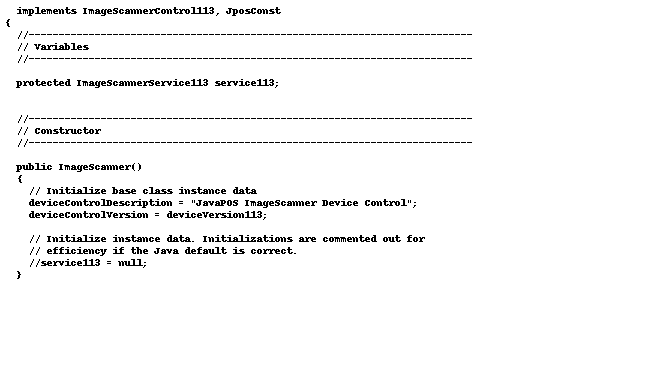 implements ImageScannerControl113, JposConst
{
//--------------------------------------------------------------------------
// Variables
//--------------------------------------------------------------------------
protected ImageScannerService113 service113;
//--------------------------------------------------------------------------
// Constructor
//--------------------------------------------------------------------------
public ImageScanner()
{
// Initialize base class instance data
deviceControlDescription = "JavaPOS ImageScanner Device Control";
deviceControlVersion = deviceVersion113;
// Initialize instance data. Initializations are commented out for
// efficiency if the Java default is correct.
//service113 = null;
}